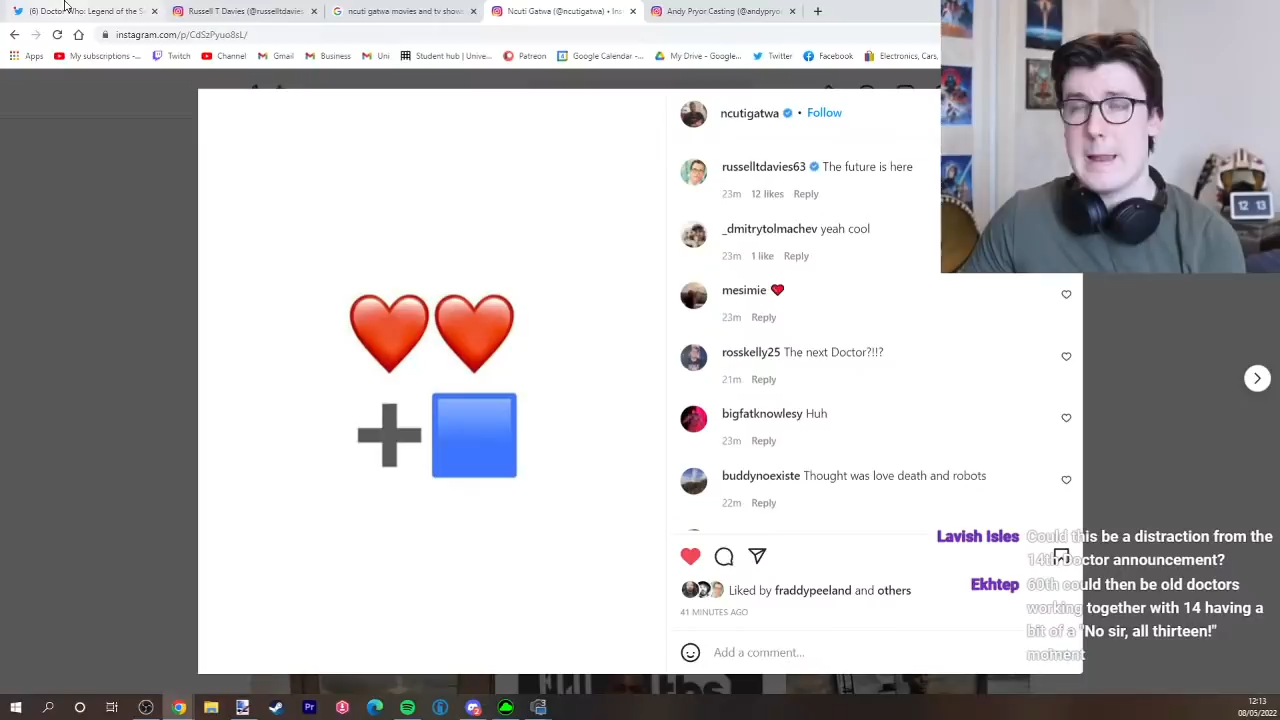 (6) Doctor Who: Legend of the Se
Russell T Davies (@russelltdavies
ncuti gatwa movies and tv shows
Ncuti Gatwa (@ncutigatwa) • Ins
Andy Pryor Casting (@andypryorc
instagram.com/p/CdSzPyuo8sL/
Apps
My subscriptions -...
Twitch
Channel
Gmail
Business
Uni
Student hub | Unive...
Patreon
Google Calendar -...
My Drive - Google...
Twitter
Facebook
Electronics, Cars,
ncutigatwa • Follow
russelltdavies63 The future is here
23m 12 likes Reply
_dmitrytolmachev yeah cool
23m 1 like Reply
mesimie ❤
23m Reply
rosskelly25 The next Doctor?!!?
21m Reply
bigfatknowlesy Huh
23m Reply
buddynoexiste Thought was love death and robots
22m Reply
Liked by fraddypeeland and others
41 MINUTES AGO
Add a comment...
12 13
Lavish Isles Could this be a distraction from the
14th Doctor announcement?
Ekhtep 60th could then be old doctors
working together with 14 having a
bit of a "No sir, all thirteen!"
moment
12:13
08/05/2022